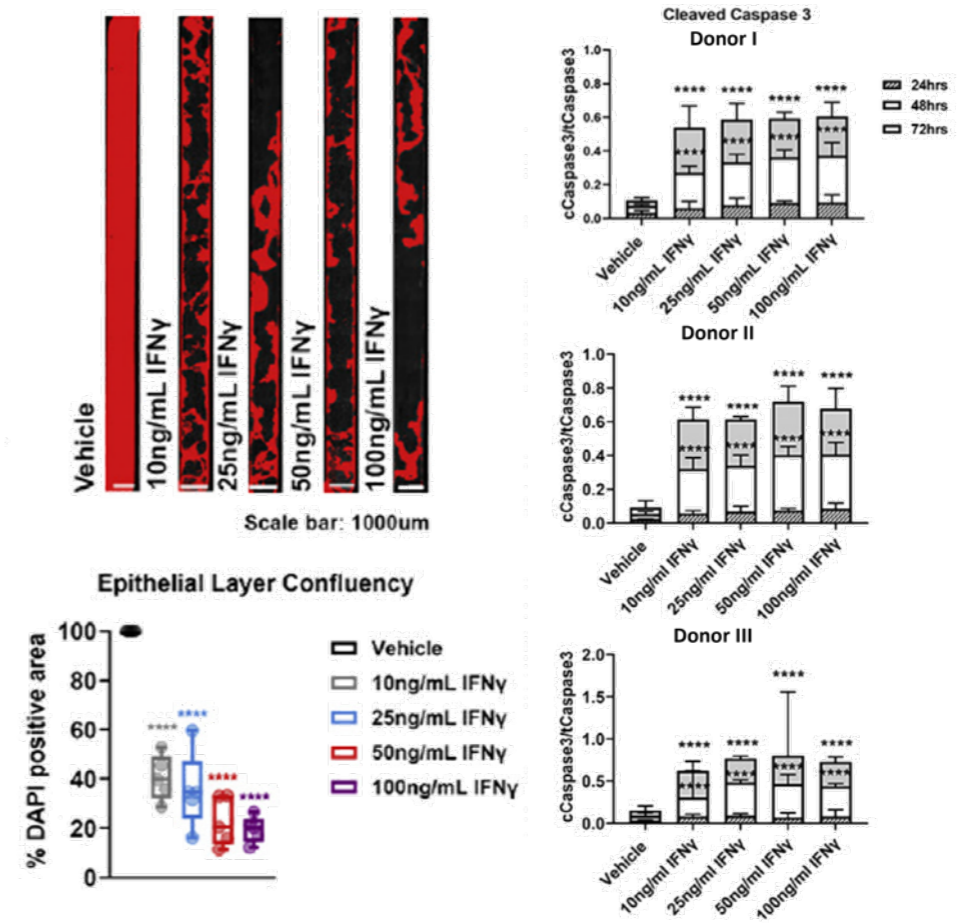 Vehicle
10ng/mL IFNγ
25ng/mL IFNγ
50ng/mL IFNγ
100ng/mL IFNγ
Scale bar: 1000um
Epithelial Layer Confluency
% DAPI positive area
100
80
60
40
20
0
****
****
****
****
Vehicle
10ng/mL IFNγ
25ng/mL IFNγ
50ng/mL IFNγ
100ng/mL IFNγ
Cleaved Caspase 3
Donor I
cCaspase3/tCaspase3
1.0
0.8
0.6
0.4
0.2
0.0
**** **** **** ****
**** **** **** ****
Vehicle
10ng/mL IFNγ
25ng/mL IFNγ
50ng/mL IFNγ
100ng/mL IFNγ
24hrs
48hrs
72hrs
Donor II
cCaspase3/tCaspase3
1.0
0.8
0.6
0.4
0.2
0.0
**** **** **** ****
**** **** **** ****
Vehicle
10ng/ml IFNγ
25ng/ml IFNγ
50ng/ml IFNγ
100ng/ml IFNγ
Donor III
cCaspase3/tCaspase3
2.0
1.5
1.0
0.5
0.0
**** **** **** ****
**** **** **** ****
Vehicle
10ng/ml IFNγ
25ng/ml IFNγ
50ng/ml IFNγ
100ng/ml IFNγ